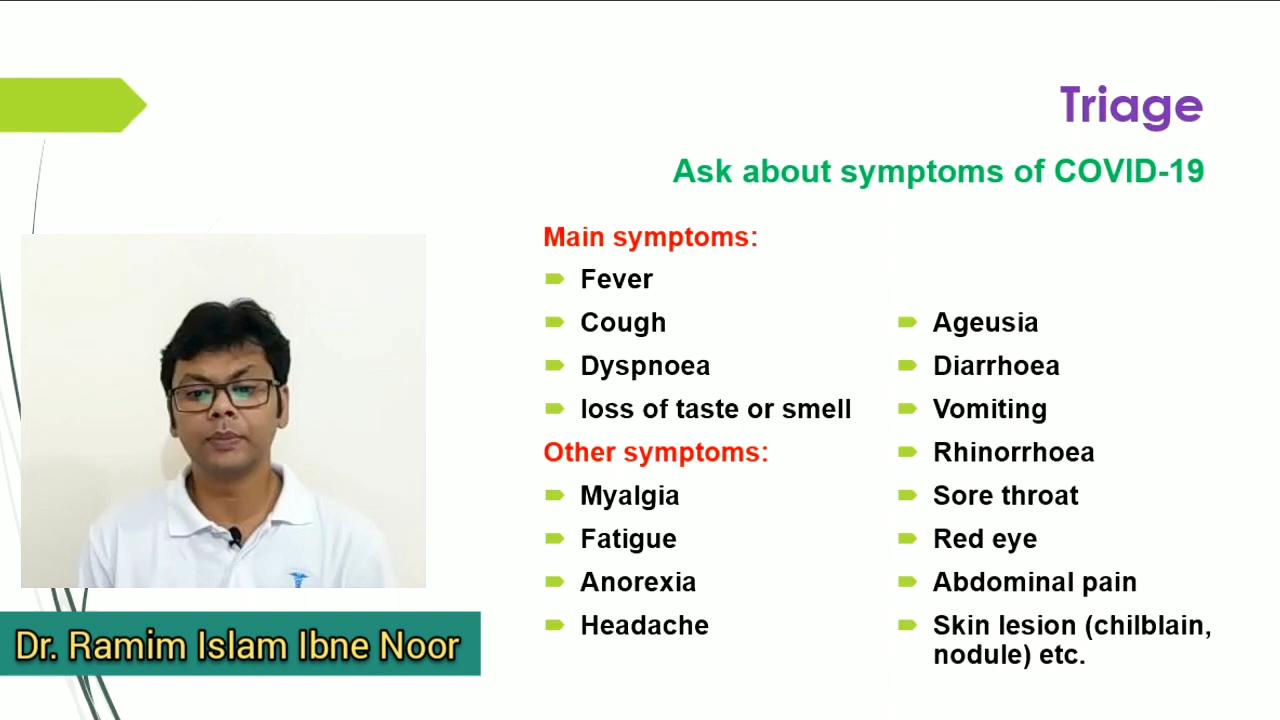 Triage
Ask about symptoms of COVID-19
Main symptoms:
Fever
Cough
Dyspnoea
loss of taste or smell
Other symptoms:
Myalgia
Fatigue
Anorexia
Headache
Ageusia
Diarrhoea
Vomiting
Rhinorrhoea
Sore throat
Red eye
Abdominal pain
Skin lesion (chilblain,
nodule) etc.
Dr. Ramim Islam Ibne Noor